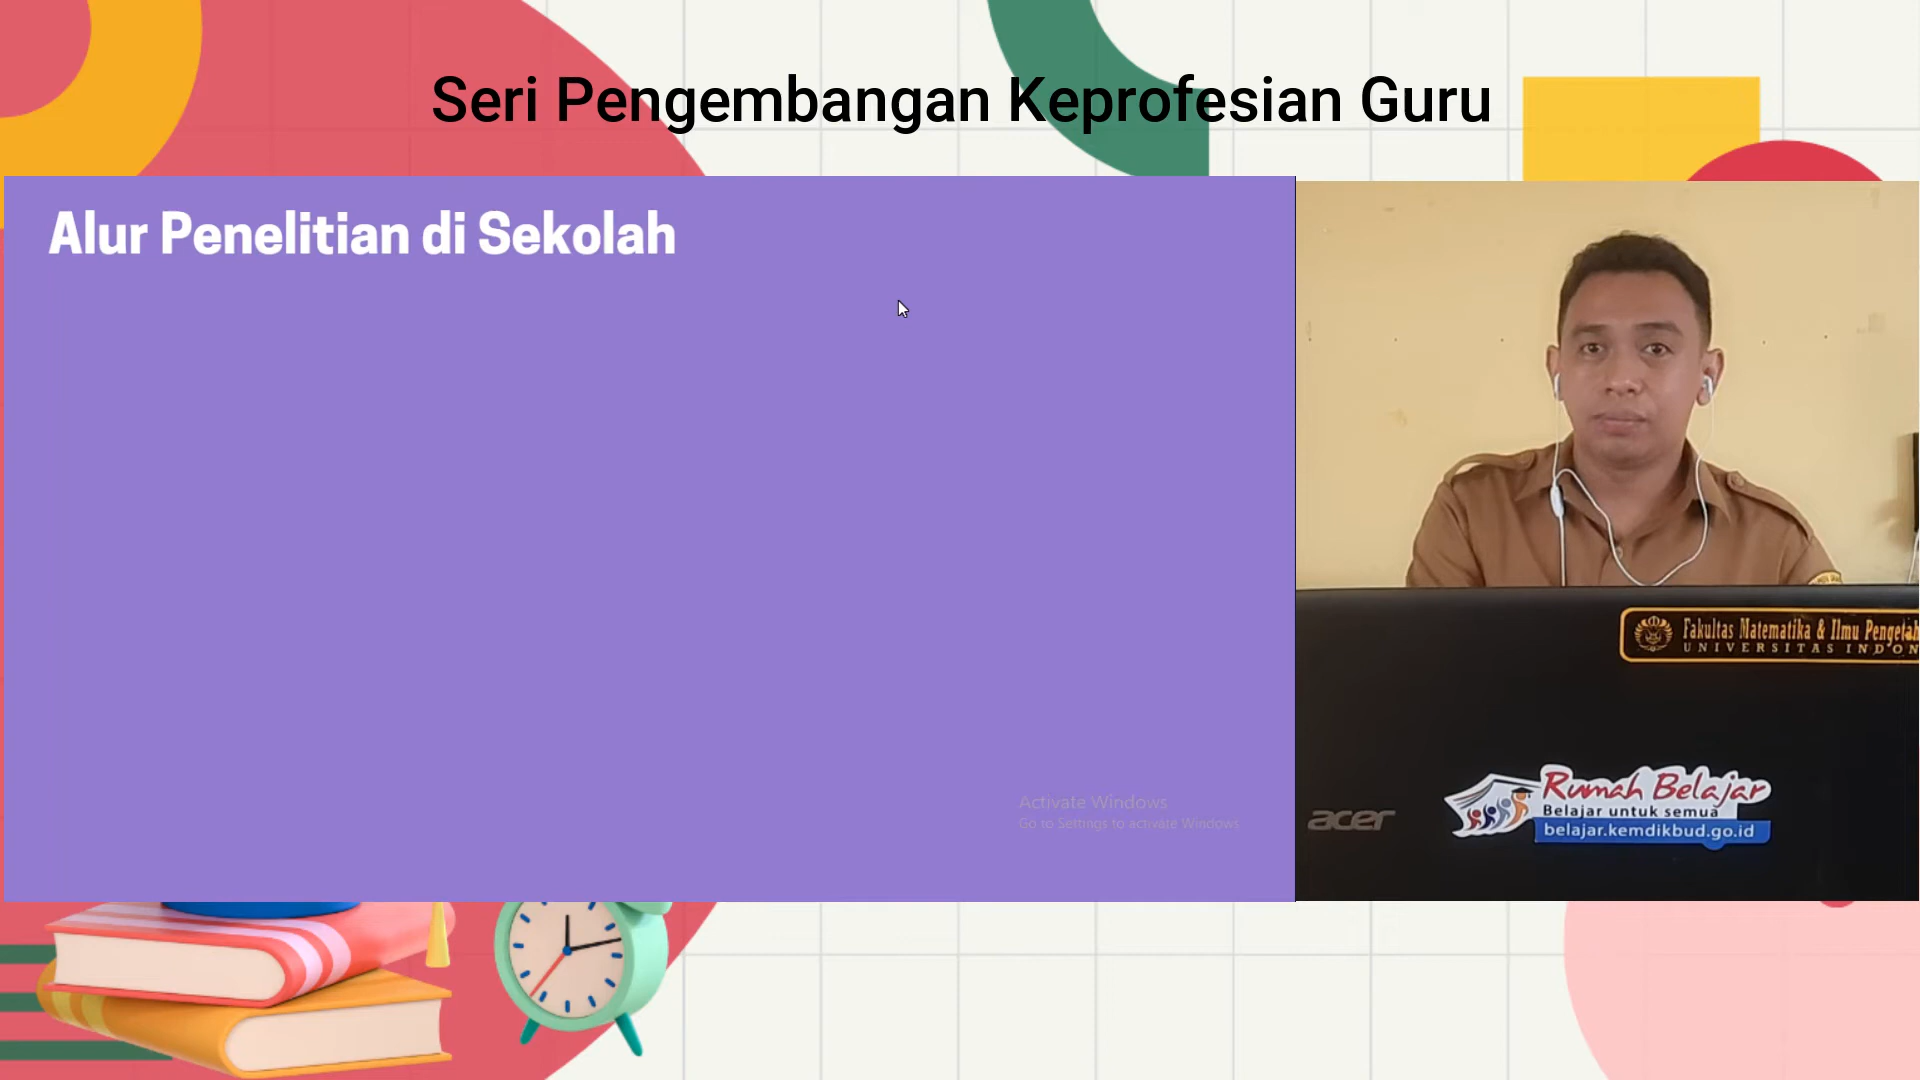 Seri Pengembangan Keprofesian Guru
Alur Penelitian di Sekolah
Activate Windows
Go to Settings to activate Windows
Fakultas Matematika & Ilmu
UNIVERSITAS
acer
Rumah Belajar
Belajar untuk semua
belajar.kemdikbud.go.id